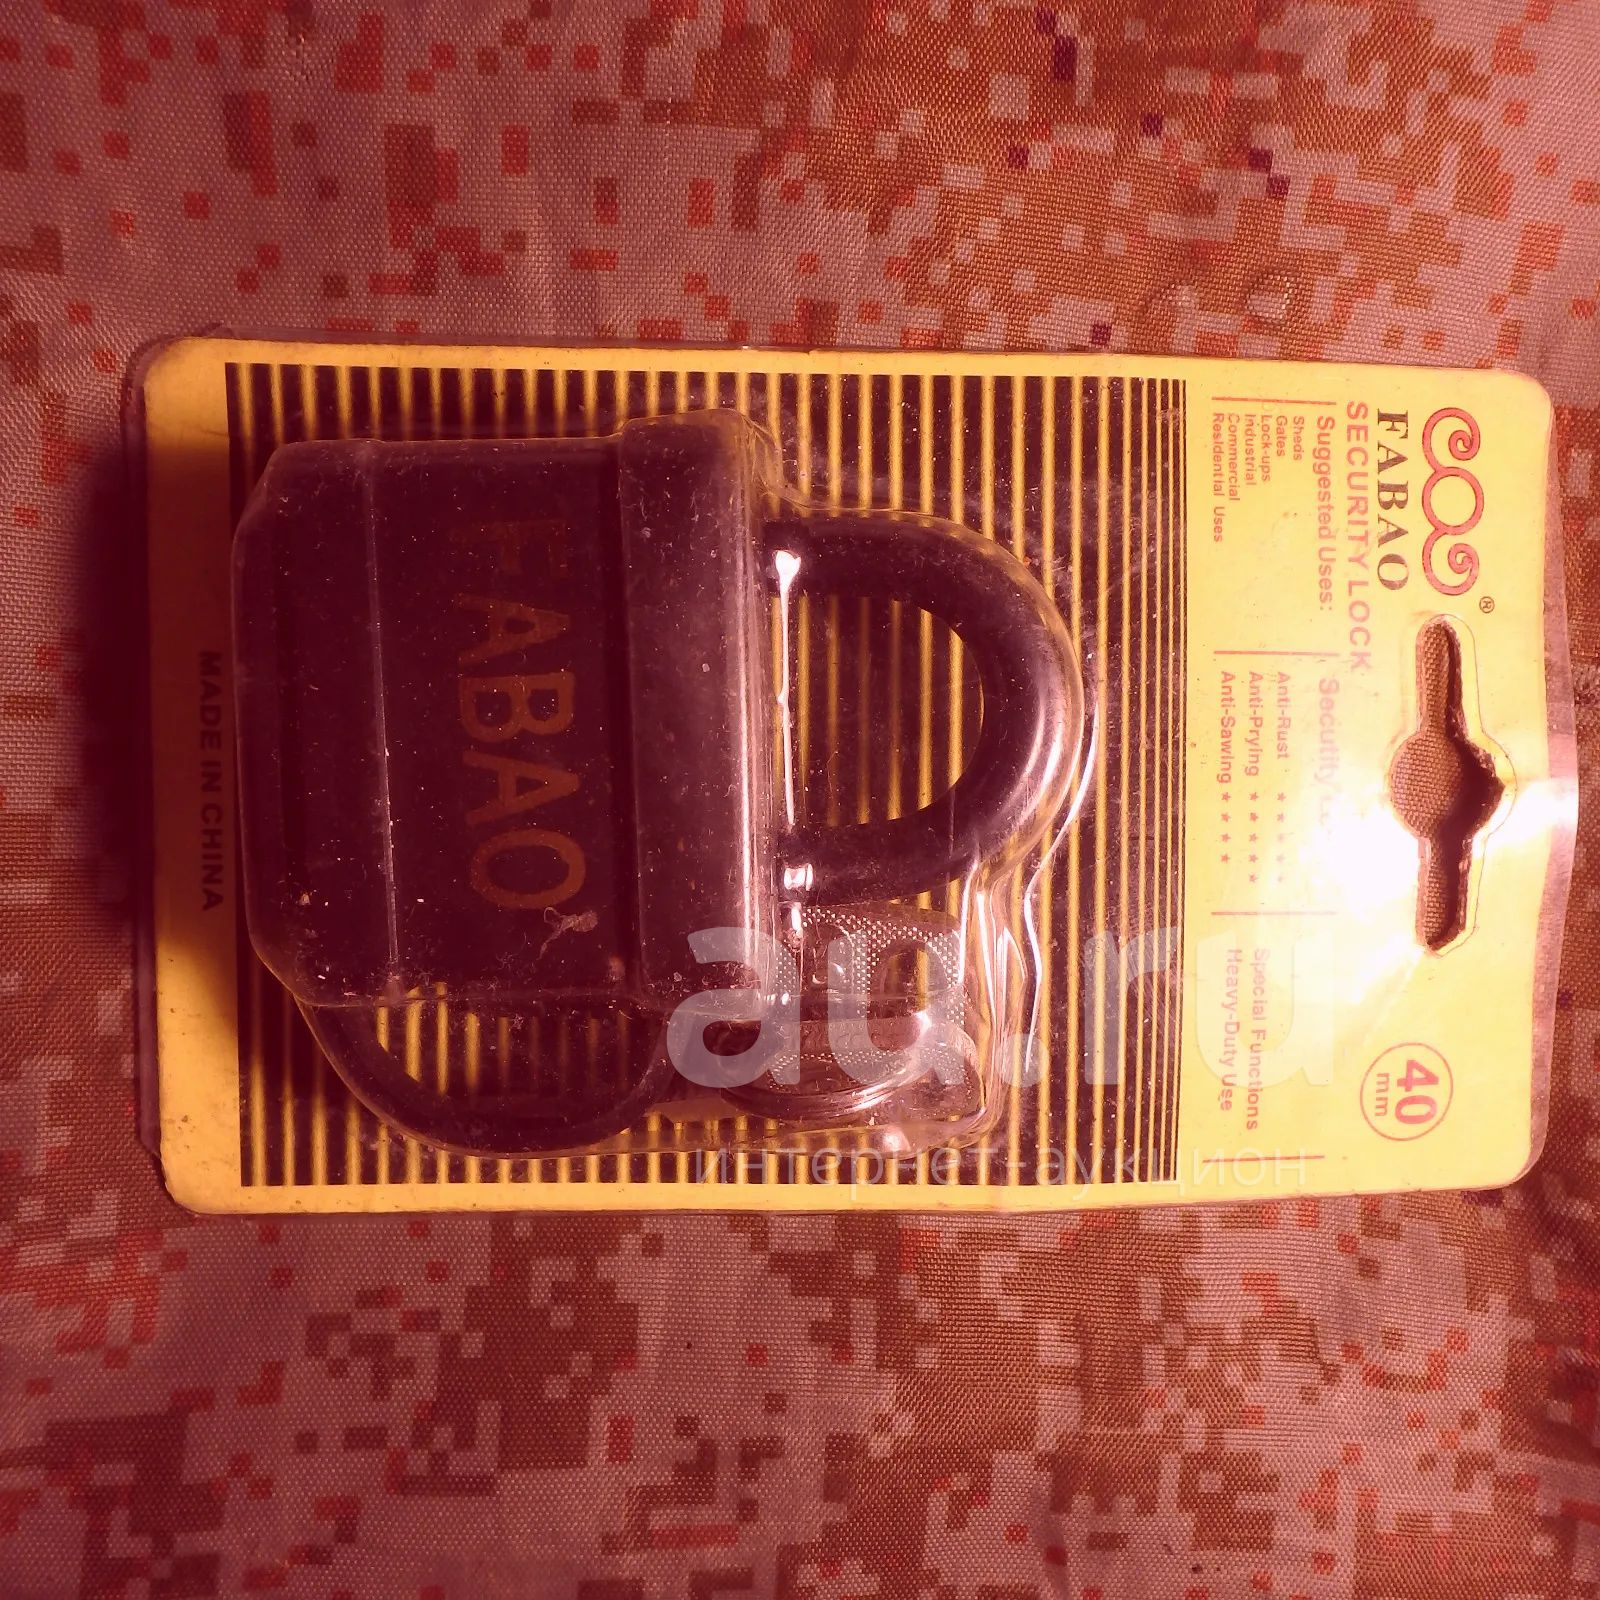 ®
FABAO
SECURITY LOCK
Suggested Uses:
Sheds
Gates
Lock-ups
Industrial
Commercial
Residential Uses
Secutity
Anti-Rust ★★★★★
Anti-Prying ★★★★★
Anti-Sawing ★★★★
Special Functions
Heavy-Duty Use
40
mm
FABAO
MADE IN CHINA
au.ru
интернет-аукцион